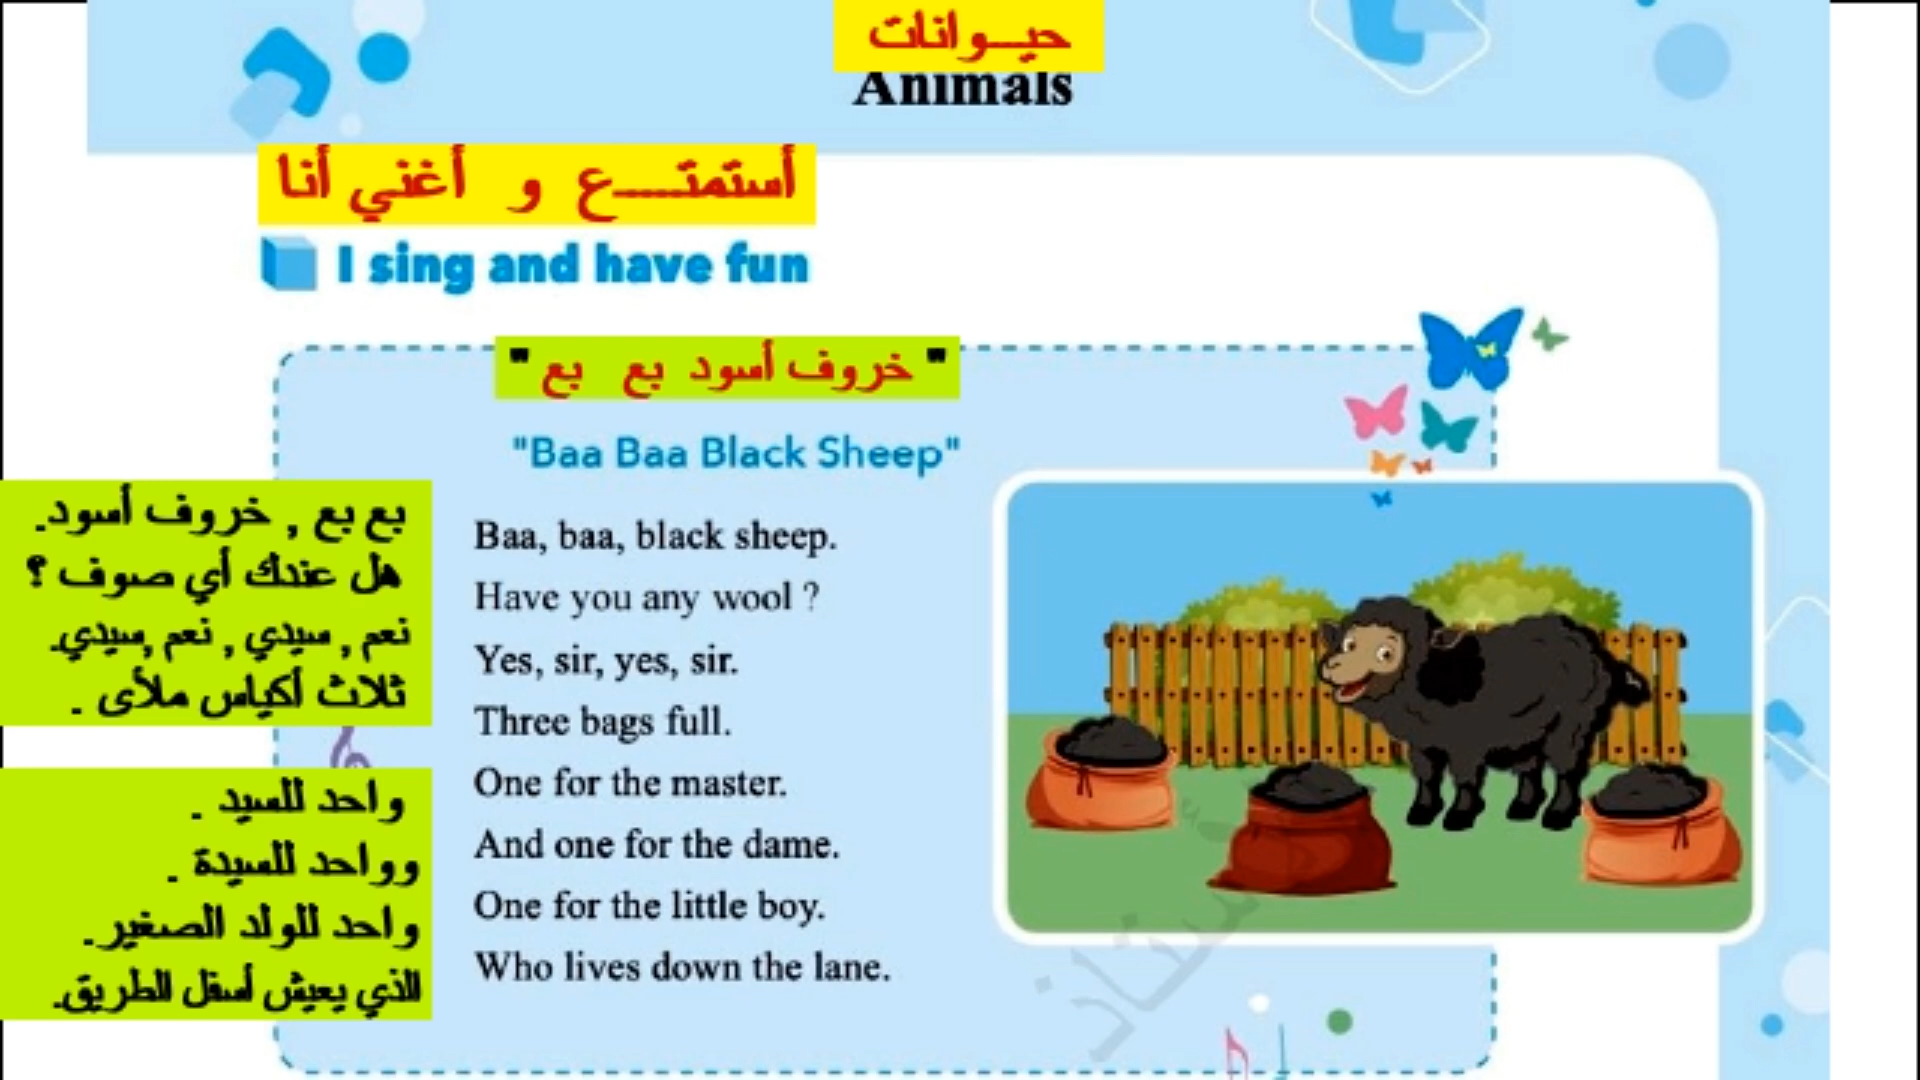 حيـوانات
Animals
أستمتـــع و أغني أنا
I sing and have fun
" خروف أسود بع بع "
"Baa Baa Black Sheep"
بع بع , خروف أسود.
هل عندك أي صوف ؟
نعم , سيدي , نعم ,سيدي.
ثلاث أكياس ملأى .
Baa, baa, black sheep.
Have you any wool ?
Yes, sir, yes, sir.
Three bags full.
واحد للسيد .
وواحد للسيدة .
واحد للولد الصغير.
الذي يعيش أسفل الطريق.
One for the master.
And one for the dame.
One for the little boy.
Who lives down the lane.